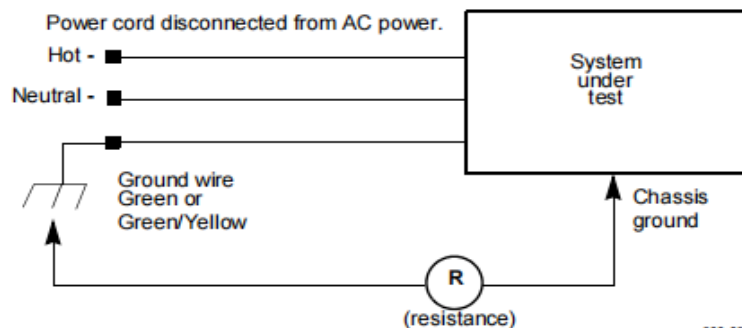 Power cord disconnected from AC power.
Hot -
Neutral -
System
under
test
Ground wire
Green or
Green/Yellow
Chassis
ground
R
(resistance)